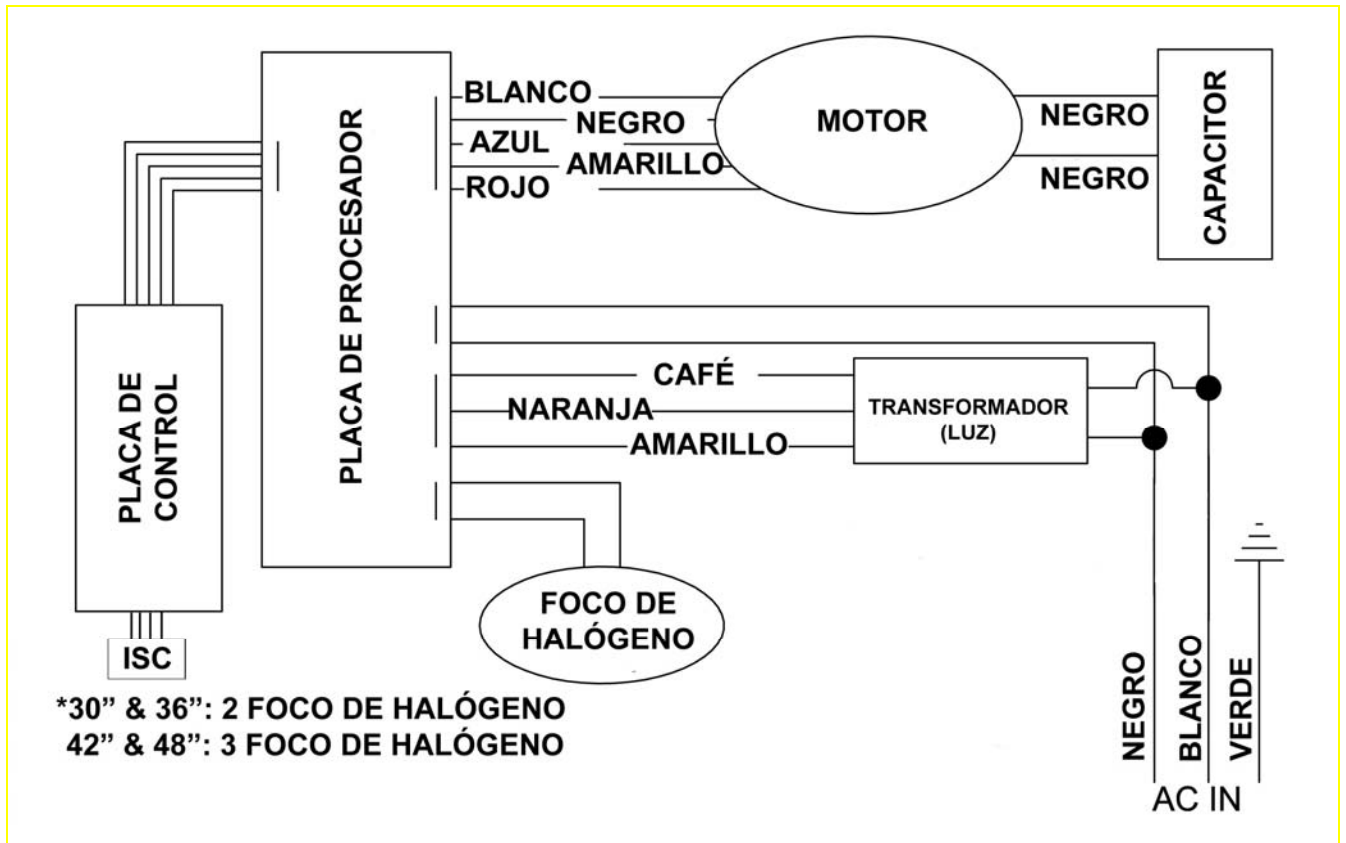 BLANCO
NEGRO
AZUL
AMARILLO
ROJO
MOTOR
NEGRO
NEGRO
CAPACITOR
PLACA DE PROCESADOR
PLACA DE
CONTROL
CAFÉ
NARANJA
AMARILLO
TRANSFORMADOR
(LUZ)
FOCO DE
HALÓGENO
ISC
*30” & 36”: 2 FOCO DE HALÓGENO
42” & 48”: 3 FOCO DE HALÓGENO
NEGRO
BLANCO
VERDE
AC IN